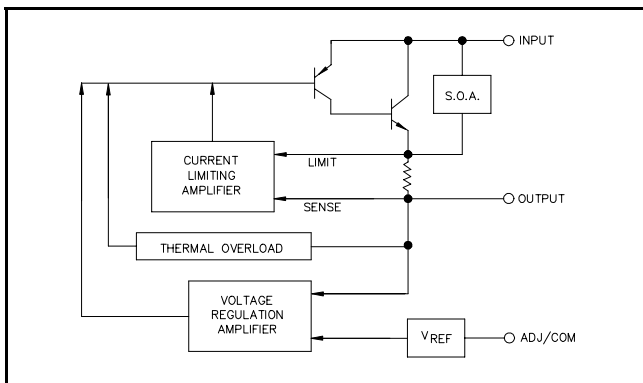 INPUT
S.O.A.
CURRENT
LIMITING
AMPLIFIER
LIMIT
SENSE
OUTPUT
THERMAL OVERLOAD
VOLTAGE
REGULATION
AMPLIFIER
VREF
ADJ/COM